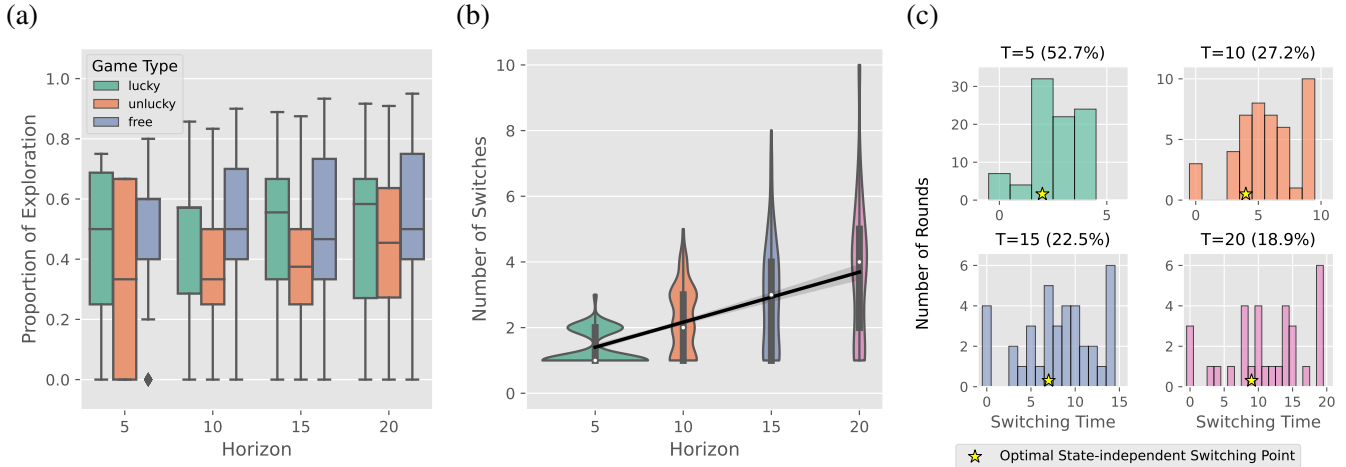 (a)
Game Type
lucky
unlucky
free
1.0
0.8
0.6
0.4
0.2
0.0
Proportion of Exploration
5
10
15
20
Horizon
(b)
10
8
6
4
2
0
Number of Switches
5
10
15
20
Horizon
(c)
Number of Rounds
T=5 (52.7%)
30
20
10
0
0
5
T=10 (27.2%)
10
5
0
0
5
10
T=15 (22.5%)
6
4
2
0
0
5
10
15
Switching Time
T=20 (18.9%)
6
4
2
0
0
5
10
15
20
Switching Time
Optimal State-independent Switching Point